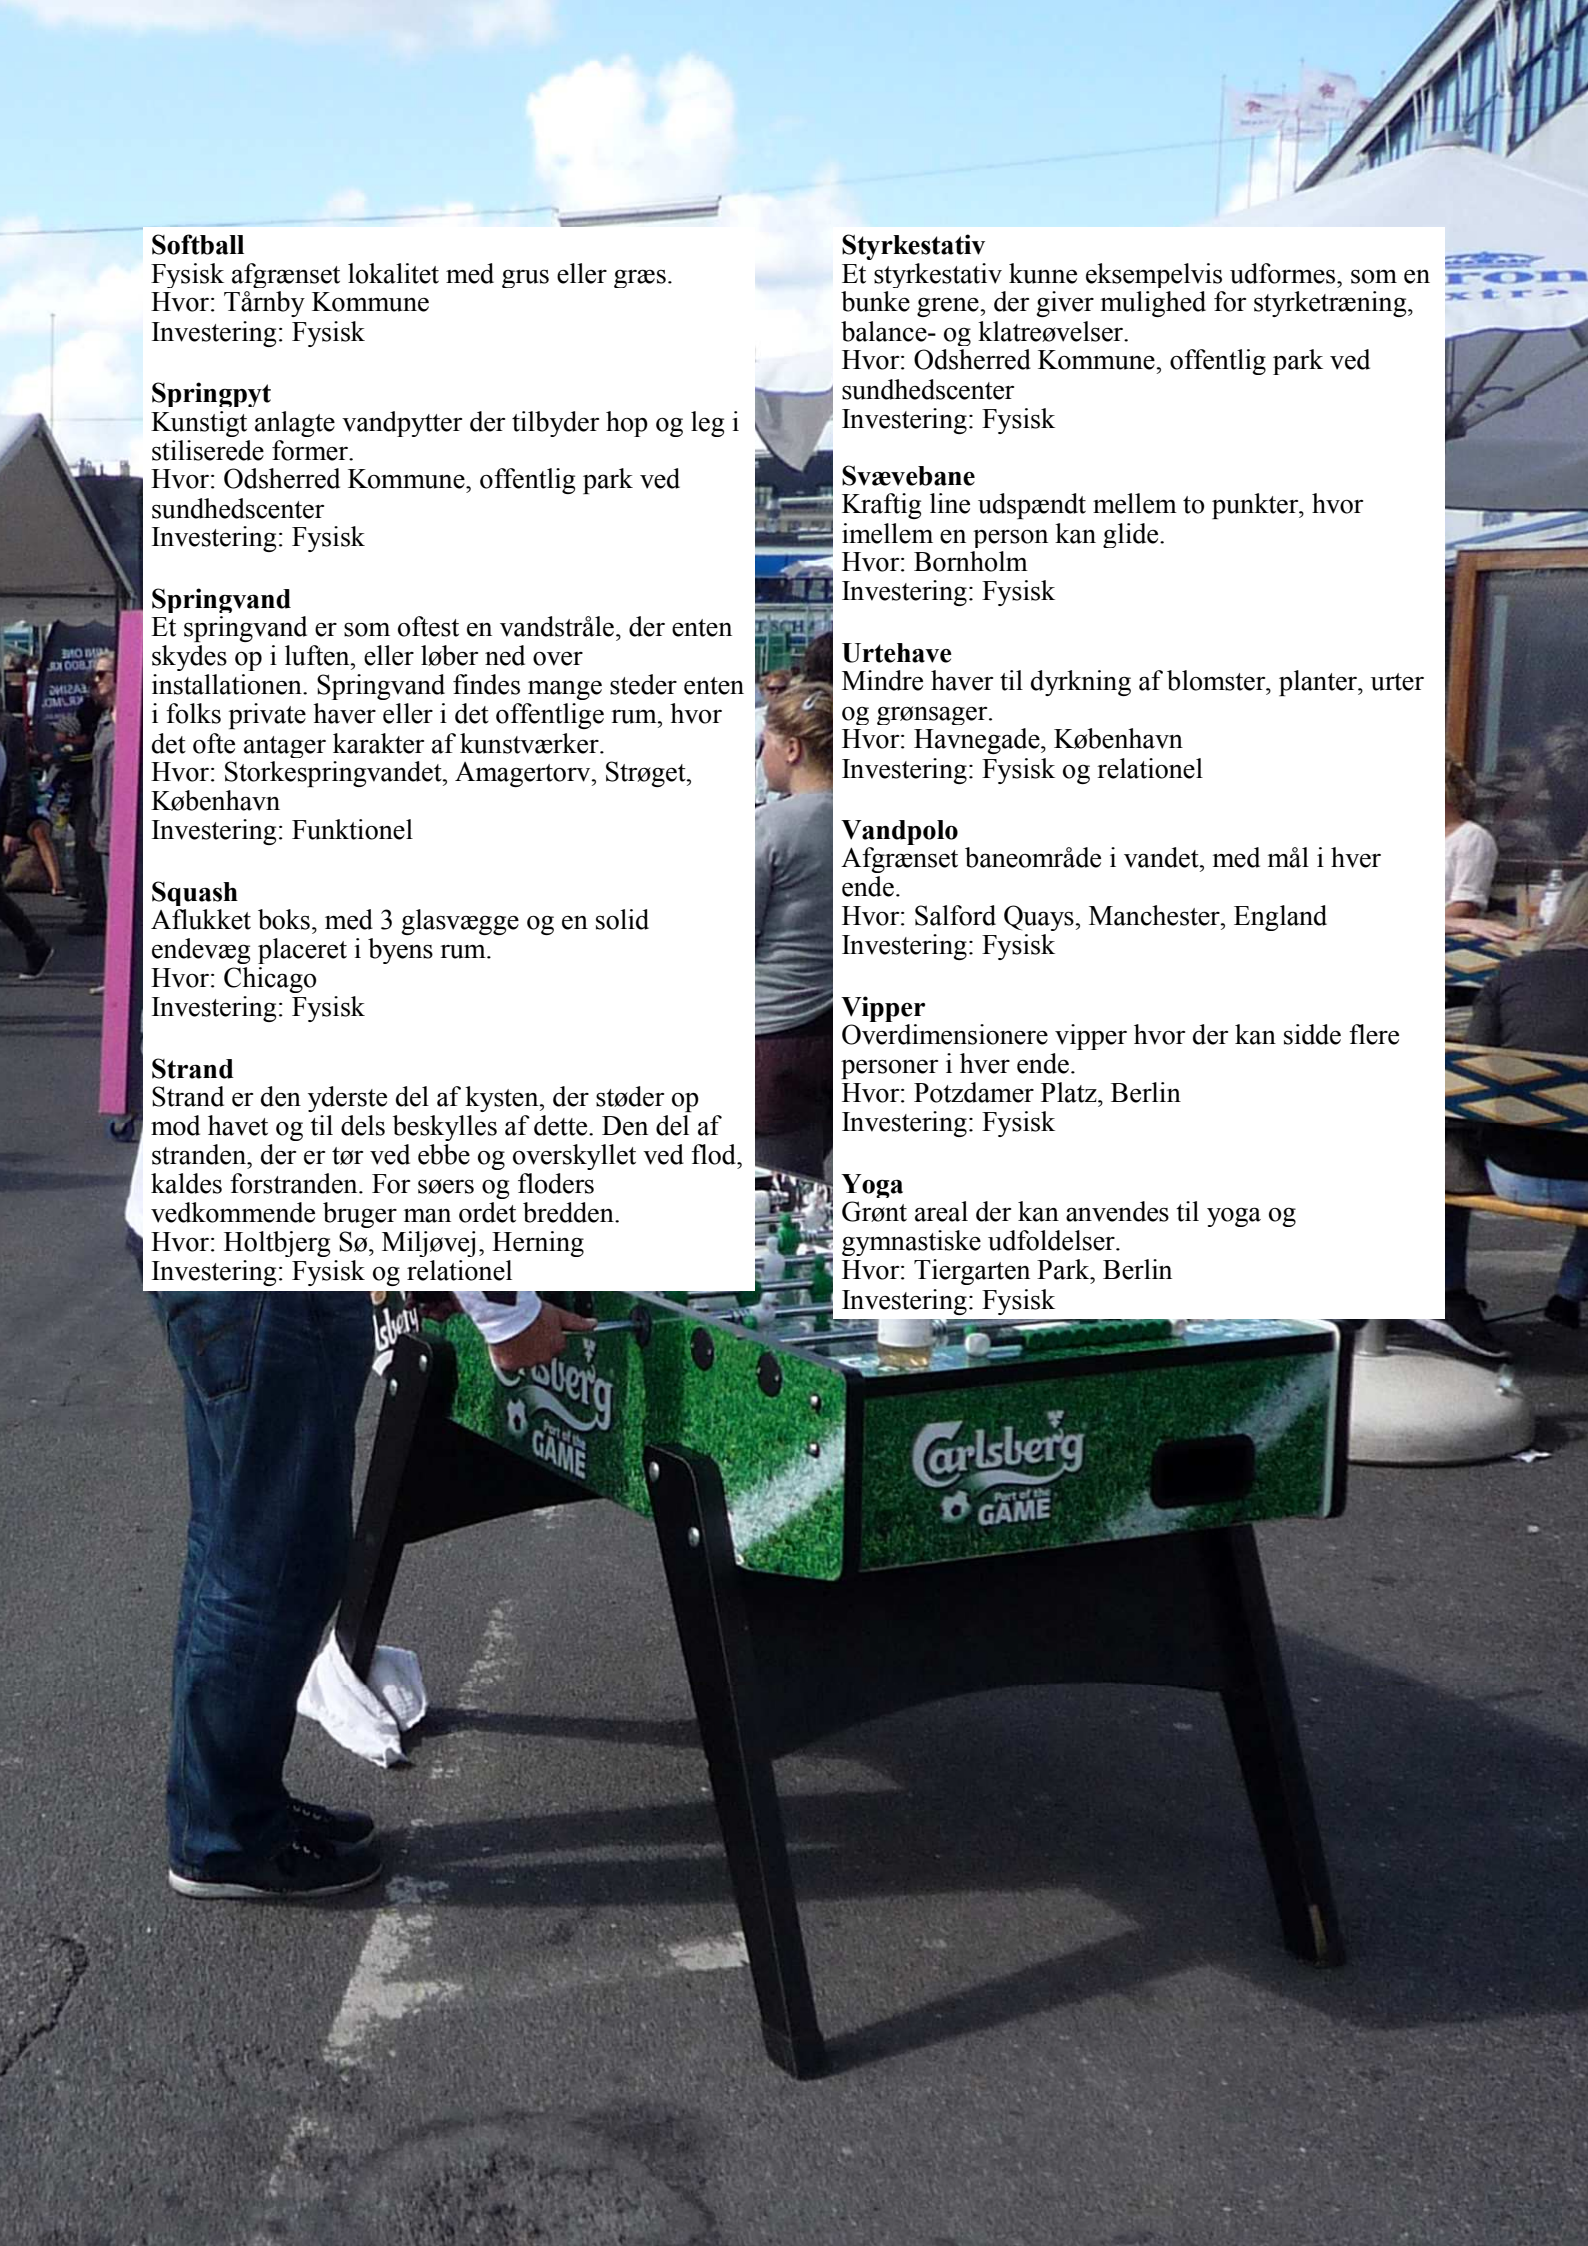 Softball
Fysisk afgrænset lokalitet med grus eller græs.
Hvor: Tårnby Kommune
Investering: Fysisk
Springpyt
Kunstigt anlagte vandpytter der tilbyder hop og leg i
stiliserede former.
Hvor: Odsherred Kommune, offentlig park ved
sundhedscenter
Investering: Fysisk
Springvand
Et springvand er som oftest en vandstråle, der enten
skydes op i luften, eller løber ned over
installationen. Springvand findes mange steder enten
i folks private haver eller i det offentlige rum, hvor
det ofte antager karakter af kunstværker.
Hvor: Storkespringvandet, Amagertorv, Strøget,
København
Investering: Funktionel
Squash
Aflukket boks, med 3 glasvægge og en solid
endevæg placeret i byens rum.
Hvor: Chicago
Investering: Fysisk
Strand
Strand er den yderste del af kysten, der støder op
mod havet og til dels beskylles af dette. Den del af
stranden, der er tør ved ebbe og overskyllet ved flod,
kaldes forstranden. For søers og floders
vedkommende bruger man ordet bredden.
Hvor: Holtbjerg Sø, Miljøvej, Herning
Investering: Fysisk og relationel
Styrkestativ
Et styrkestativ kunne eksempelvis udformes, som en
bunke grene, der giver mulighed for styrketræning,
balance- og klatreøvelser.
Hvor: Odsherred Kommune, offentlig park ved
sundhedscenter
Investering: Fysisk
Svævebane
Kraftig line udspændt mellem to punkter, hvor
imellem en person kan glide.
Hvor: Bornholm
Investering: Fysisk
Urtehave
Mindre haver til dyrkning af blomster, planter, urter
og grønsager.
Hvor: Havnegade, København
Investering: Fysisk og relationel
Vandpolo
Afgrænset baneområde i vandet, med mål i hver
ende.
Hvor: Salford Quays, Manchester, England
Investering: Fysisk
Vipper
Overdimensionere vipper hvor der kan sidde flere
personer i hver ende.
Hvor: Potzdamer Platz, Berlin
Investering: Fysisk
Yoga
Grønt areal der kan anvendes til yoga og
gymnastiske udfoldelser.
Hvor: Tiergarten Park, Berlin
Investering: Fysisk
Part of the
GAME
Carlsberg
Part of the
GAME